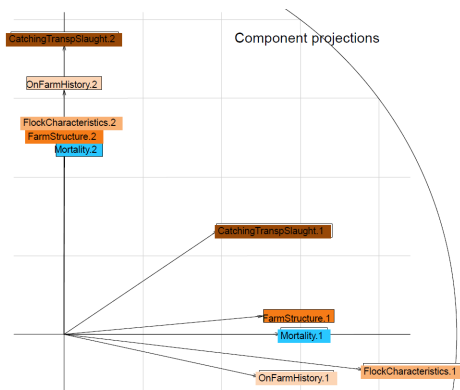 Component projections
CatchingTranspSlaught.2
OnFarmHistory.2
FlockCharacteristics.2
FarmStructure.2
Mortality.2
CatchingTranspSlaught.1
FarmStructure.1
Mortality.1
FlockCharacteristics.1
OnFarmHistory.1